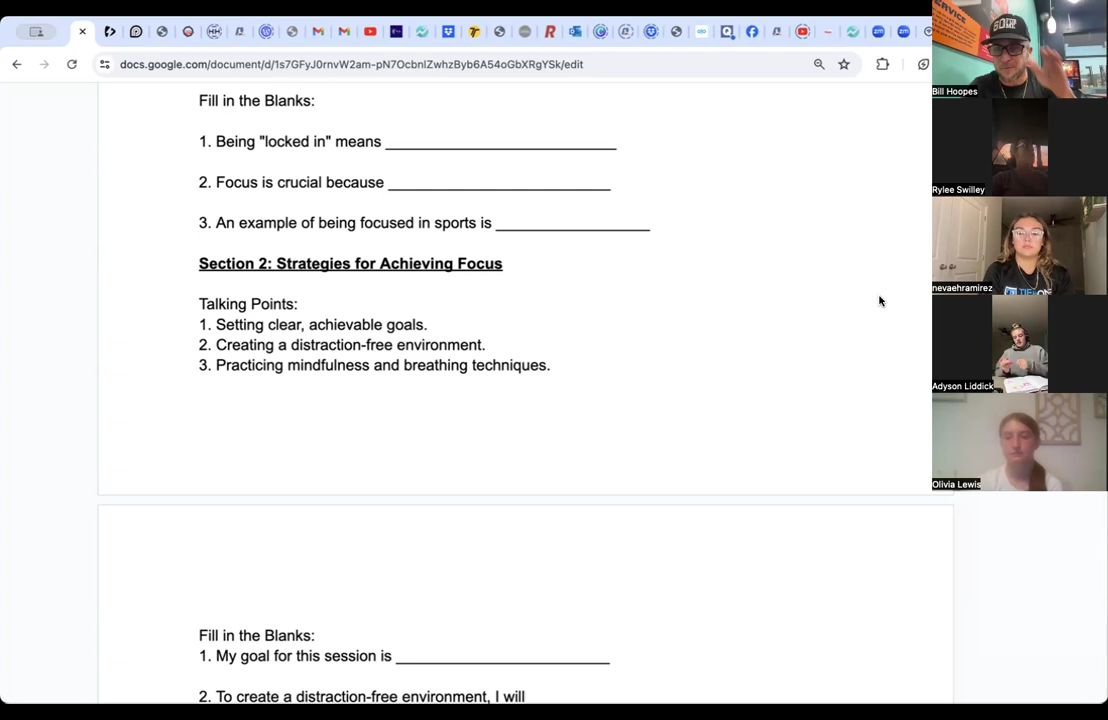 docs.google.com/document/d/1s7GFyJ0rnvW2am-pN7OcbnlZwhzByb6A54oGbXRgYSk/edit
Fill in the Blanks:
1. Being "locked in" means ____________________________
2. Focus is crucial because ___________________________
3. An example of being focused in sports is ___________________
Section 2: Strategies for Achieving Focus
Talking Points:
1. Setting clear, achievable goals.
2. Creating a distraction-free environment.
3. Practicing mindfulness and breathing techniques.
Fill in the Blanks:
1. My goal for this session is __________________________
2. To create a distraction-free environment, I will
Bill Hoopes
Rylee Swilley
nevaehramirez
Adyson Liddick
Olivia Lewis